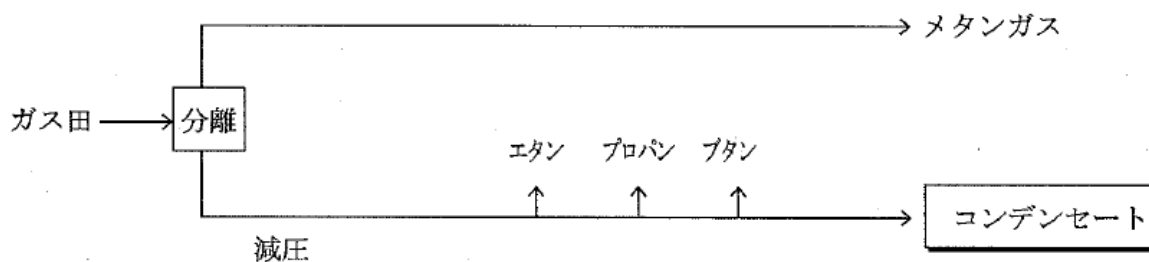 メタンガス
ガス田
分離
エタン
プロパン
ブタン
コンデンセート
減圧